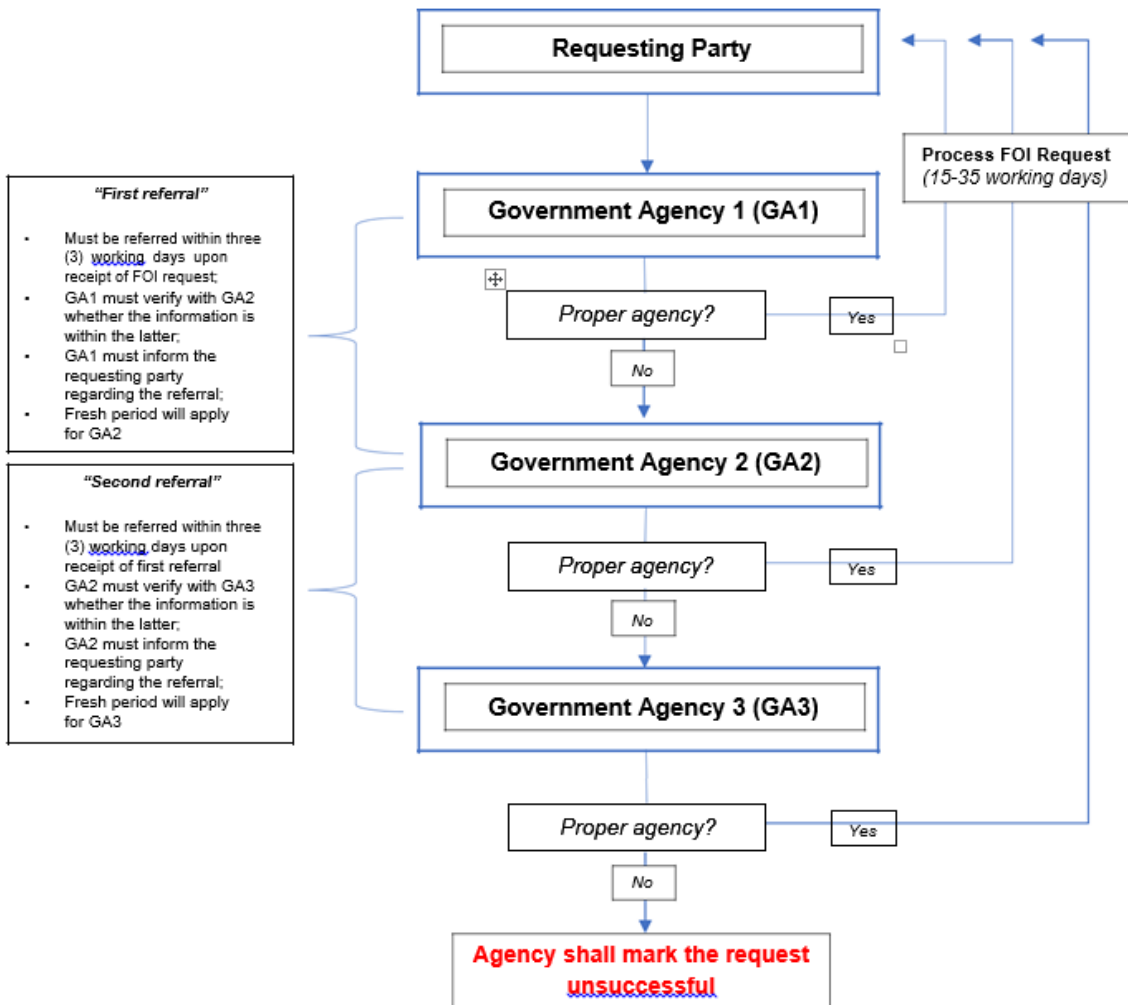 Requesting Party
Process FOI Request
(15-35 working days)
Government Agency 1 (GA1)
Proper agency?
Yes
No
“First referral”
▪ Must be referred within three
(3) working days upon
receipt of FOI request;
▪ GA1 must verify with GA2
whether the information is
within the latter;
▪ GA1 must inform the
requesting party
regarding the referral;
▪ Fresh period will apply
for GA2
Government Agency 2 (GA2)
Proper agency?
Yes
No
“Second referral”
▪ Must be referred within three
(3) working days upon
receipt of first referral
▪ GA2 must verify with GA3
whether the information is
within the latter;
▪ GA2 must inform the
requesting party
regarding the referral;
▪ Fresh period will apply
for GA3
Government Agency 3 (GA3)
Proper agency?
Yes
No
Agency shall mark the request
unsuccessful